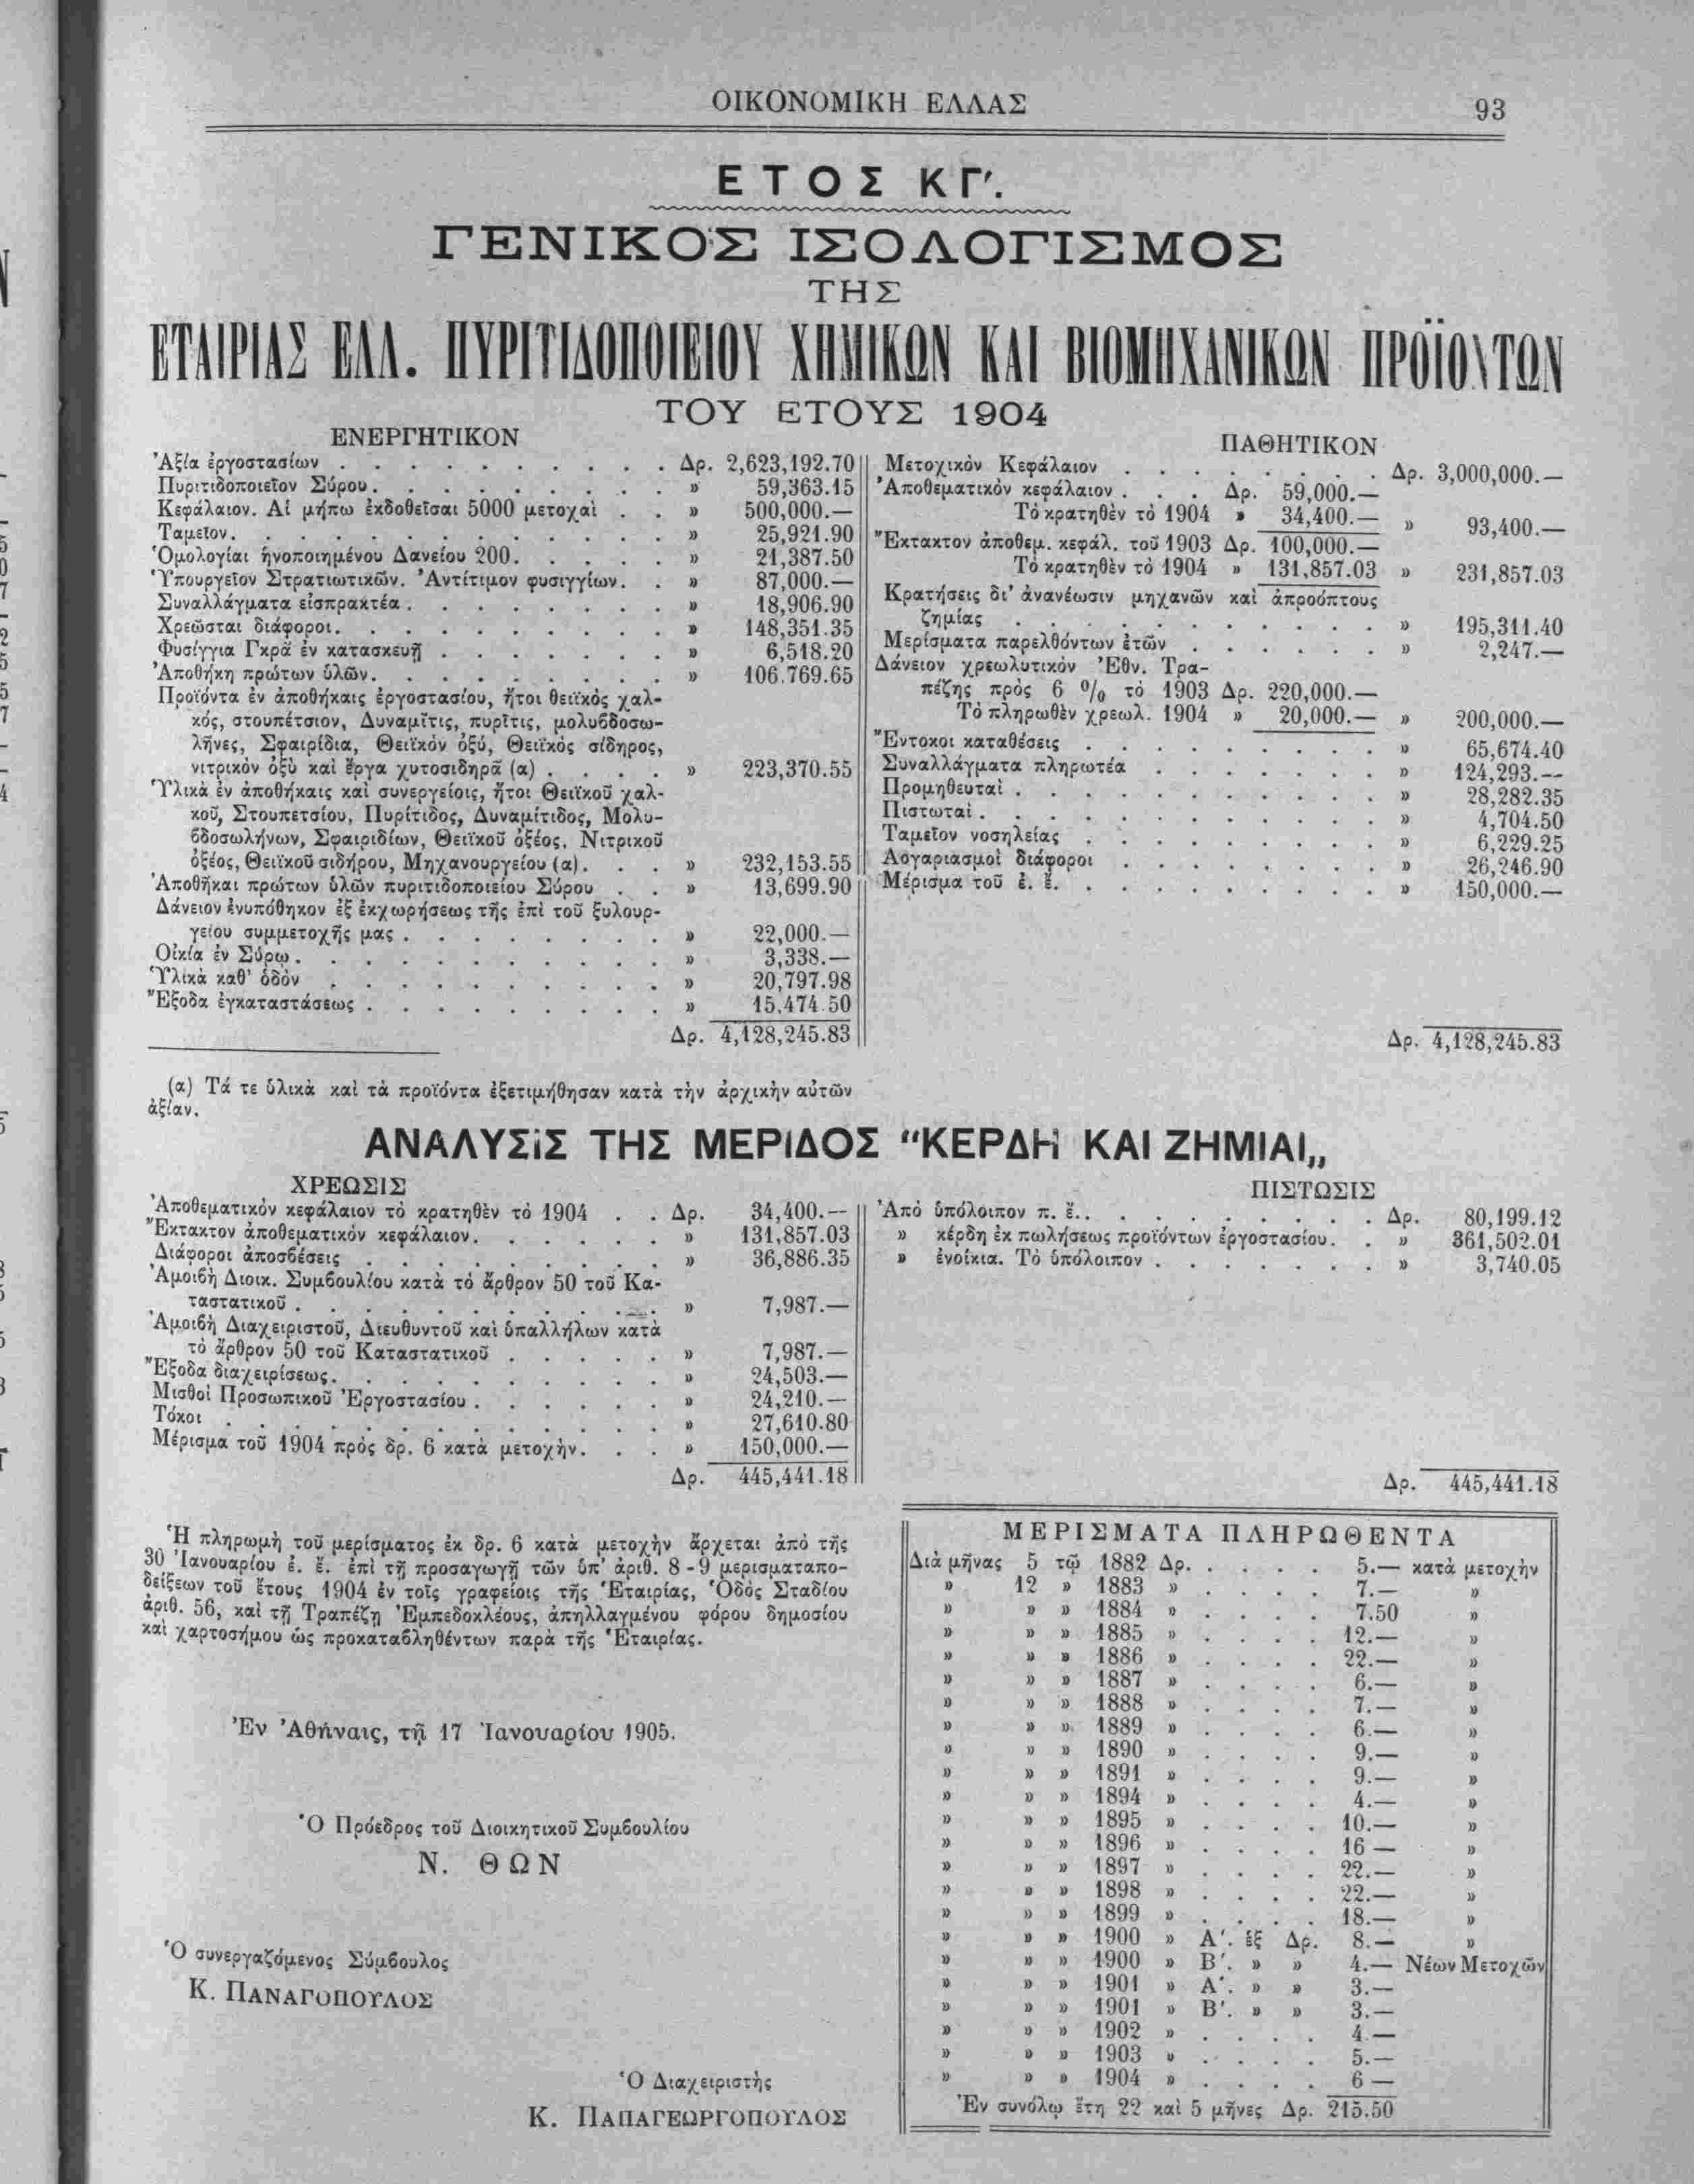 ΟΙΚΟΝΟΜΙΚΗ ΕΛΛΑΣ 93
ΕΤΟΣ ΚΓ'.
ΓΕΝΙΚΟΣ ΙΣΟΛΟΓΙΣΜΟΣ
ΤΗΣ
ΕΤΑΙΡΙΑΣ ΕΛΛ. ΠΥΡΙΤΙΔΟΠΟΙΕΙΟΥ ΧΗΜΙΚΩΝ ΚΑΙ ΒΙΟΜΗΧΑΝΙΚΩΝ ΠΡΟΪΟΝΤΩΝ
ΤΟΥ ΕΤΟΥΣ 1904
ΕΝΕΡΓΗΤΙΚΟΝ
Ἀξία ἐργοστασίων . . . . . . . . . . Δρ. 2,623,192.70
Πυριτιδοποιεῖον Σύρου. . . . . . . . . » 59,363.15
Κεφάλαιον. Αἱ μήπω ἐκδοθεῖσαι 5000 μετοχαὶ . . » 500,000.—
Ταμεῖον. . . . . . . . . . . . » 25,921.90
Ὁμολογίαι ἡνοποιημένου Δανείου 200. . . . . » 21,387.50
Ὑπουργεῖον Στρατιωτικῶν. Ἀντίτιμον φυσιγγίων. . » 87,000.—
Συναλλάγματα εἰσπρακτέα . . . . . . . » 18,906.90
Χρεῶσται διάφοροι. . . . . . . . . . » 148,351.35
Φυσίγγια Γκρᾶ ἐν κατασκευῇ . . . . . . » 6,518.20
Ἀποθήκη πρώτων ὑλῶν. . . . . . . . . » 106.769.65
Προϊόντα ἐν ἀποθήκαις ἐργοστασίου, ἤτοι θειϊκὸς χαλ-
κός, στουπέτσιον, Δυναμῖτις, πυρῖτις, μολυβδοσω-
λῆνες, Σφαιρίδια, Θειϊκὸν ὀξύ, Θειϊκὸς σίδηρος,
νιτρικὸν ὀξὺ καὶ ἔργα χυτοσιδηρᾶ (α) . . . . » 223,370.55
Ὑλικὰ ἐν ἀποθήκαις καὶ συνεργείοις, ἤτοι Θειϊκοῦ χαλ-
κοῦ, Στουπετσίου, Πυρίτιδος, Δυναμίτιδος, Μολυ-
βδοσωλήνων, Σφαιριδίων, Θειϊκοῦ ὀξέος, Νιτρικοῦ
ὀξέος, Θειϊκοῦ σιδήρου, Μηχανουργείου (α). . . » 232,153.55
Ἀποθῆκαι πρώτων ὑλῶν πυριτιδοποιείου Σύρου . . » 13,699.90
Δάνειον ἐνυπόθηκον ἐξ ἐκχωρήσεως τῆς ἐπὶ τοῦ ξυλουρ-
γείου συμμετοχῆς μας . . . . . . . . » 22,000.—
Οἰκία ἐν Σύρῳ. . . . . . . . . . . » 3,338.—
Ὑλικὰ καθ' ὁδὸν . . . . . . . . . . » 20,797.98
Ἔξοδα ἐγκαταστάσεως . . . . . . . . . » 15,474.50
Δρ. 4,128,245.83
(α) Τά τε ὑλικὰ καὶ τὰ προϊόντα ἐξετιμήθησαν κατὰ τὴν ἀρχικὴν αὐτῶν
ἀξίαν.
ΠΑΘΗΤΙΚΟΝ
Μετοχικὸν Κεφάλαιον . . . . . . . . Δρ. 3,000,000.—
Ἀποθεματικὸν κεφάλαιον . . . Δρ. 59,000.—
Τὸ κρατηθὲν τὸ 1904 » 34,400.— » 93,400.—
Ἔκτακτον ἀποθεμ. κεφάλ. τοῦ 1903 Δρ. 100,000.—
Τὸ κρατηθὲν τὸ 1904 » 131,857.03 » 231,857.03
Κρατήσεις δι' ἀνανέωσιν μηχανῶν καὶ ἀπροόπτους
ζημίας . . . . . . . . . . . » 195,311.40
Μερίσματα παρελθόντων ἐτῶν . . . . . . » 2,247.—
Δάνειον χρεωλυτικὸν Ἐθν. Τρα-
πέζης πρὸς 6 % τὸ 1903 Δρ. 220,000.—
Τὸ πληρωθὲν χρεωλ. 1904 » 20,000.— » 200,000.—
Ἔντοκοι καταθέσεις . . . . . . . . . » 65,674.40
Συναλλάγματα πληρωτέα . . . . . . . » 124,293.--
Προμηθευταὶ . . . . . . . . . . . » 28,282.35
Πιστωταὶ . . . . . . . . . . . . » 4,704.50
Ταμεῖον νοσηλείας . . . . . . . . . » 6,229.25
Λογαριασμοὶ διάφοροι . . . . . . . . » 26,246.90
Μέρισμα τοῦ ἐ. ἔ. . . . . . . . . . » 150,000.—
Δρ. 4,128,245.83
ΑΝΑΛΥΣΙΣ ΤΗΣ ΜΕΡΙΔΟΣ "ΚΕΡΔΗ ΚΑΙ ΖΗΜΙΑΙ„
ΧΡΕΩΣΙΣ
Ἀποθεματικὸν κεφάλαιον τὸ κρατηθὲν τὸ 1904 . . Δρ. 34,400.--
Ἔκτακτον ἀποθεματικὸν κεφάλαιον. . . . . . » 131,857.03
Διάφοροι ἀποσβέσεις . . . . . . . . . » 36,886.35
Ἀμοιβὴ Διοικ. Συμβουλίου κατὰ τὸ ἄρθρον 50 τοῦ Κα-
ταστατικοῦ . . . . . . . . . . . » 7,987.—
Ἀμοιβὴ Διαχειριστοῦ, Διευθυντοῦ καὶ ὑπαλλήλων κατὰ
τὸ ἄρθρον 50 τοῦ Καταστατικοῦ . . . . . » 7,987.—
Ἔξοδα διαχειρίσεως. . . . . . . . . . » 24,503.—
Μισθοὶ Προσωπικοῦ Ἐργοστασίου . . . . . . » 24,210.—
Τόκοι . . . . . . . . . . . . . » 27,610.80
Μέρισμα τοῦ 1904 πρὸς δρ. 6 κατὰ μετοχήν. . . » 150,000.—
Δρ. 445,441.18
ΠΙΣΤΩΣΙΣ
Ἀπὸ ὑπόλοιπον π. ἔ. . . . . . . . . . Δρ. 80,199.12
» κέρδη ἐκ πωλήσεως προϊόντων ἐργοστασίου. . » 361,502.01
» ἐνοίκια. Τὸ ὑπόλοιπον . . . . . . . » 3,740.05
Δρ. 445,441.18
Ἡ πληρωμὴ τοῦ μερίσματος ἐκ δρ. 6 κατὰ μετοχὴν ἄρχεται ἀπὸ τῆς
30 Ἰανουαρίου ἐ. ἔ. ἐπὶ τῇ προσαγωγῇ τῶν ὑπ' ἀριθ. 8 - 9 μερισματαπο-
δείξεων τοῦ ἔτους 1904 ἐν τοῖς γραφείοις τῆς Ἑταιρίας, Ὁδὸς Σταδίου
ἀριθ. 56, καὶ τῇ Τραπέζῃ Ἐμπεδοκλέους, ἀπηλλαγμένου φόρου δημοσίου
καὶ χαρτοσήμου ὡς προκαταβληθέντων παρὰ τῆς Ἑταιρίας.
Ἐν Ἀθήναις, τῇ 17 Ἰανουαρίου 1905.
Ὁ Πρόεδρος τοῦ Διοικητικοῦ Συμβουλίου
Ν. ΘΩΝ
Ὁ συνεργαζόμενος Σύμβουλος
Κ. ΠΑΝΑΓΟΠΟΥΛΟΣ
Ὁ Διαχειριστὴς
Κ. ΠΑΠΑΓΕΩΡΓΟΠΟΥΛΟΣ
ΜΕΡΙΣΜΑΤΑ ΠΛΗΡΩΘΕΝΤΑ
Διὰ μῆνας 5 τῷ 1882 Δρ. . . . . 5.— κατὰ μετοχὴν
» 12 » 1883 » . . . . 7.— »
» » » 1884 » . . . . 7.50 »
» » » 1885 » . . . . 12.— »
» » » 1886 » . . . . 22.— »
» » » 1887 » . . . . 6.— »
» » » 1888 » . . . . 7.— »
» » » 1889 » . . . . 6.— »
» » » 1890 » . . . . 9.— »
» » » 1891 » . . . . 9.— »
» » » 1894 » . . . . 4.— »
» » » 1895 » . . . . 10.— »
» » » 1896 » . . . . 16 — »
» » » 1897 » . . . . 22.— »
» » » 1898 » . . . . 22.— »
» » » 1899 » . . . . 18.— »
» » » 1900 » Α'. ἐξ Δρ. 8.— »
» » » 1900 » Β'. » » 4.— Νέων Μετοχῶν
» » » 1901 » Α'. » » 3.—
» » » 1901 » Β'. » » 3.—
» » » 1902 » . . . . 4 —
» » » 1903 » . . . . 5.—
» » » 1904 » . . . . 6 —
Ἐν συνόλῳ ἔτη 22 καὶ 5 μῆνες Δρ. 215.50